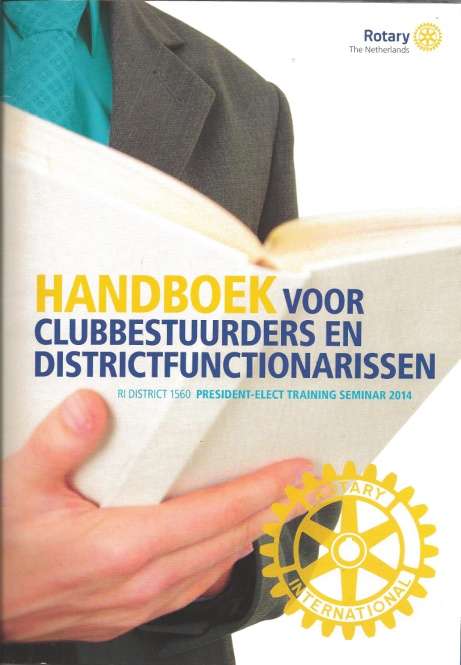 Rotary
The Netherlands
HANDBOEK VOOR
CLUBBESTUURDERS EN
DISTRICTFUNCTIONARISSEN
RI DISTRICT 1560 PRESIDENT-ELECT TRAINING SEMINAR 2014
ROTARY
INTERNATIONAL